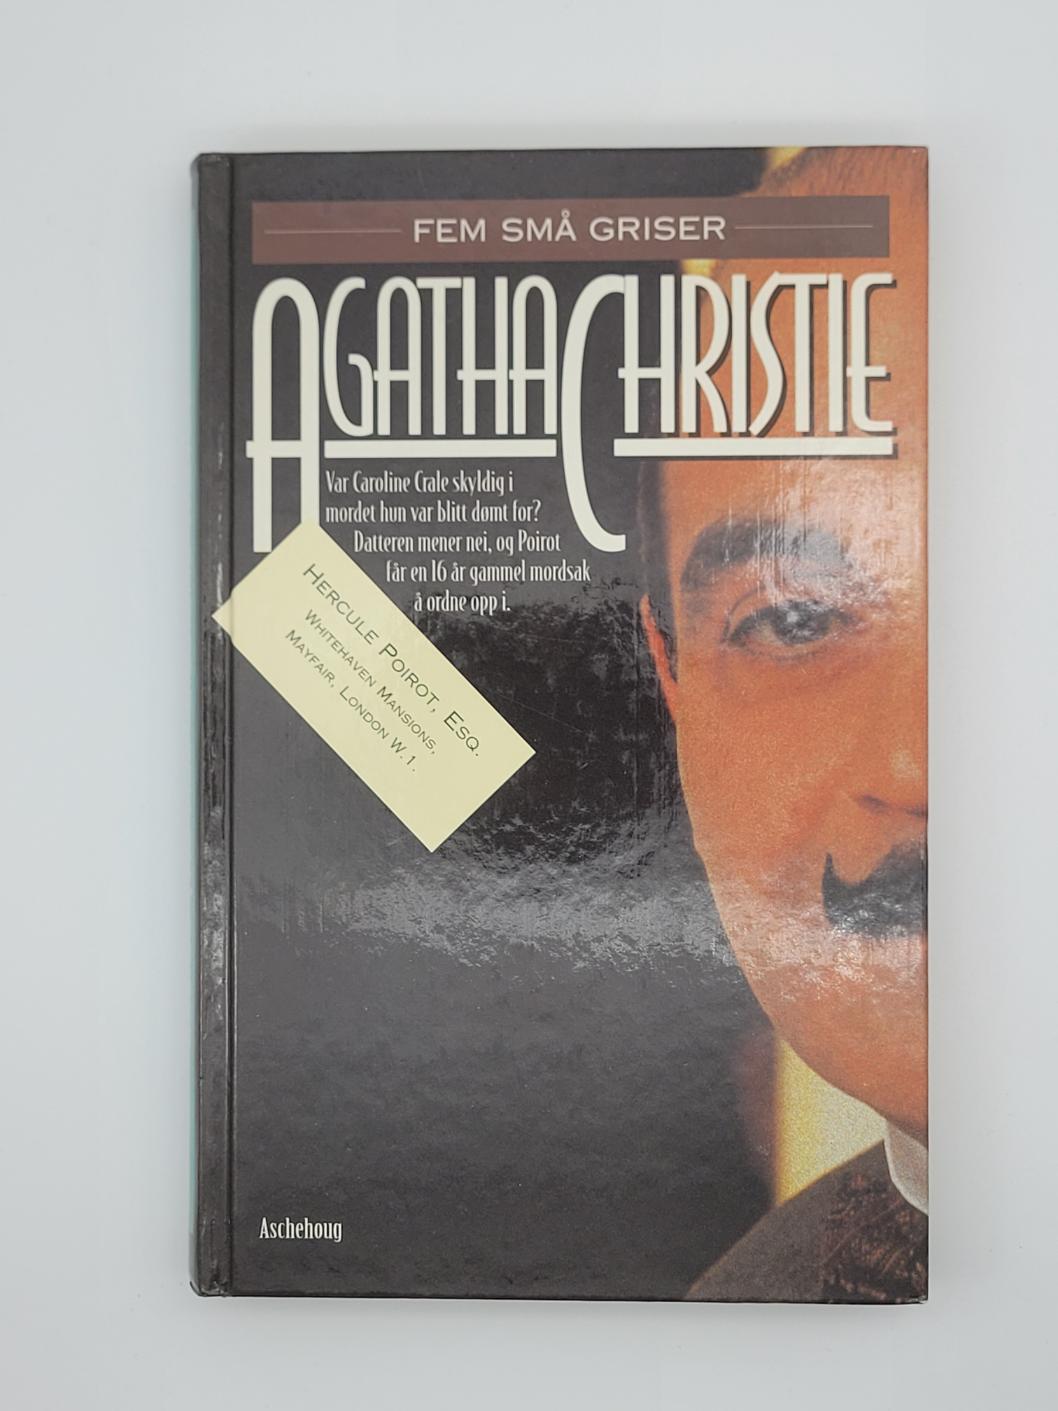 FEM SMÅ GRISER
AGATHA CHRISTIE
Var Caroline Crale skyldig i
mordet hun var blitt dømt for?
Datteren mener nei, og Poirot
får en 16 år gammel mordsak
å ordne opp i.
HERCULE POIROT, ESQ.
WHITEHAVEN MANSIONS,
MAYFAIR, LONDON W.1.
Aschehoug